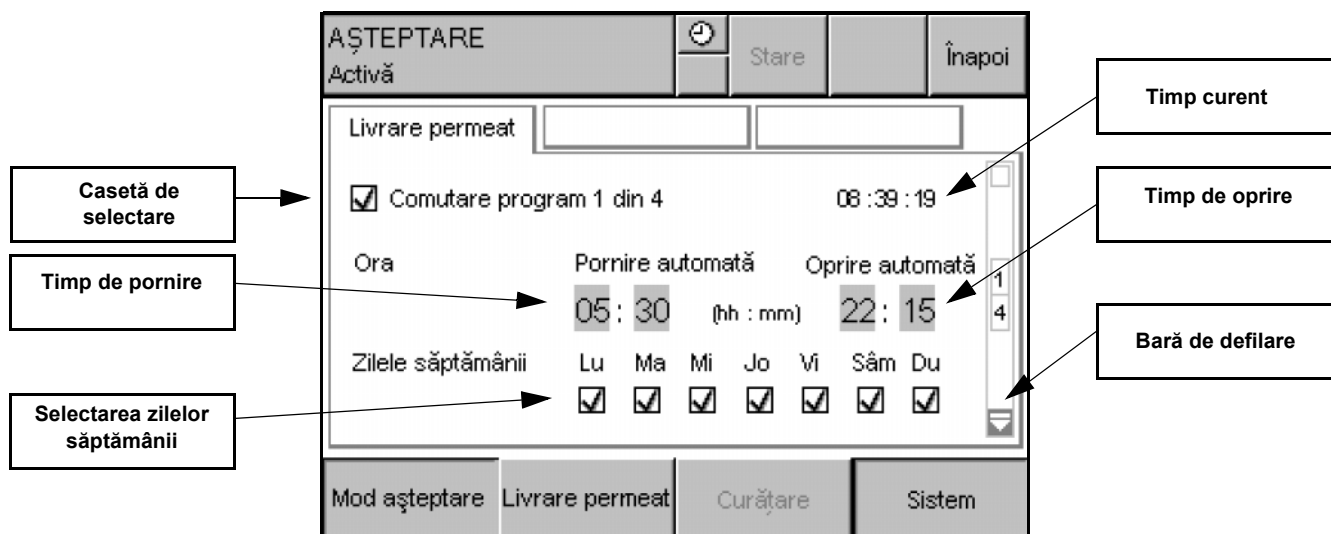 AȘTEPTARE
Activă
Stare
Înapoi
Timp curent
Livrare permeat
Casetă de
selectare
Comutare program 1 din 4
08 : 39 : 19
Timp de oprire
Timp de pornire
Ora
Pornire automată
Oprire automată
05 : 30
(hh : mm)
22 : 15
1
4
Bară de defilare
Zilele săptămânii
Lu Ma Mi Jo Vi Sâm Du
Selectarea zilelor
săptămânii
Mod aşteptare
Livrare permeat
Curățare
Sistem